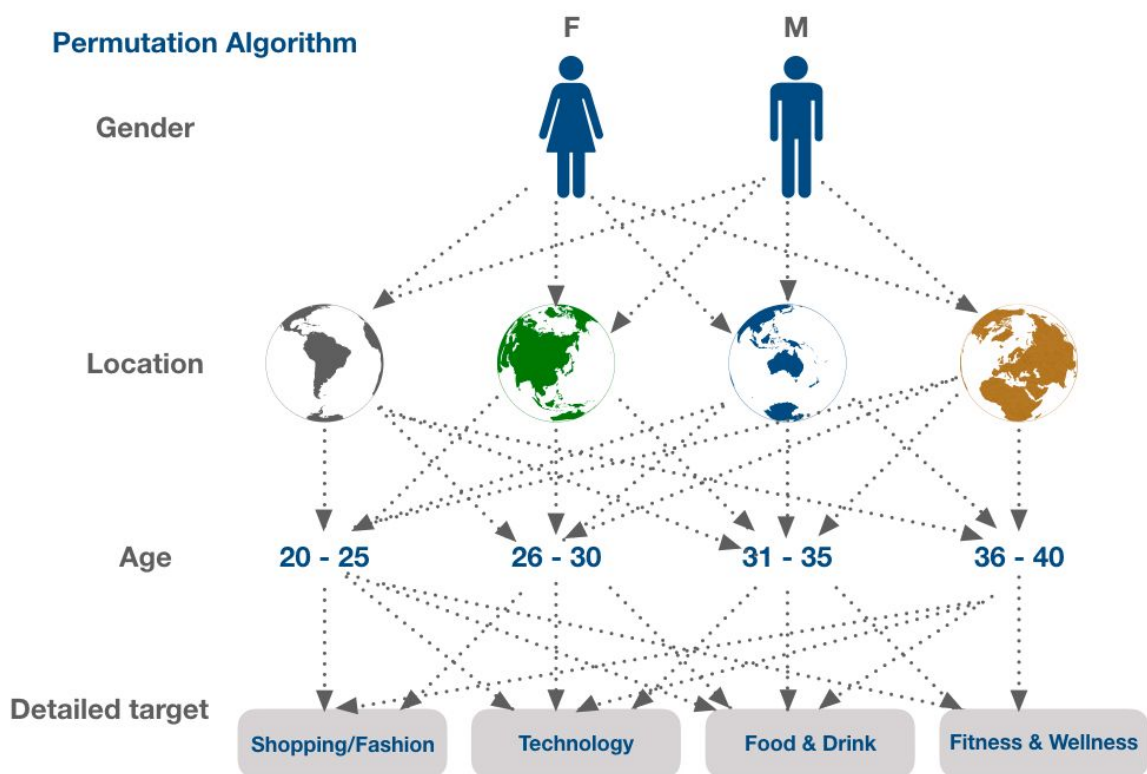 Permutation Algorithm
F
M
Gender
Location
Age
20 - 25
26 - 30
31 - 35
36 - 40
Detailed target
Shopping/Fashion
Technology
Food & Drink
Fitness & Wellness